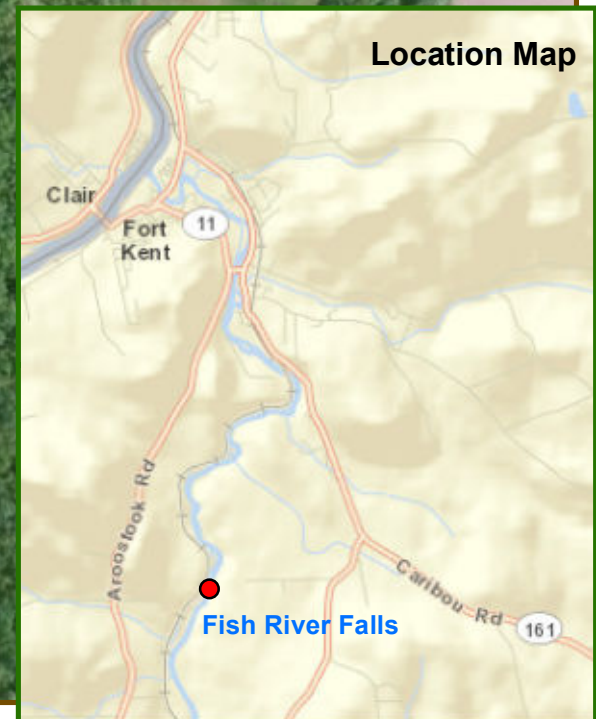 Location Map
Clair
Fort
Kent
11
Aroostook Rd
Caribou Rd
161
Fish River Falls